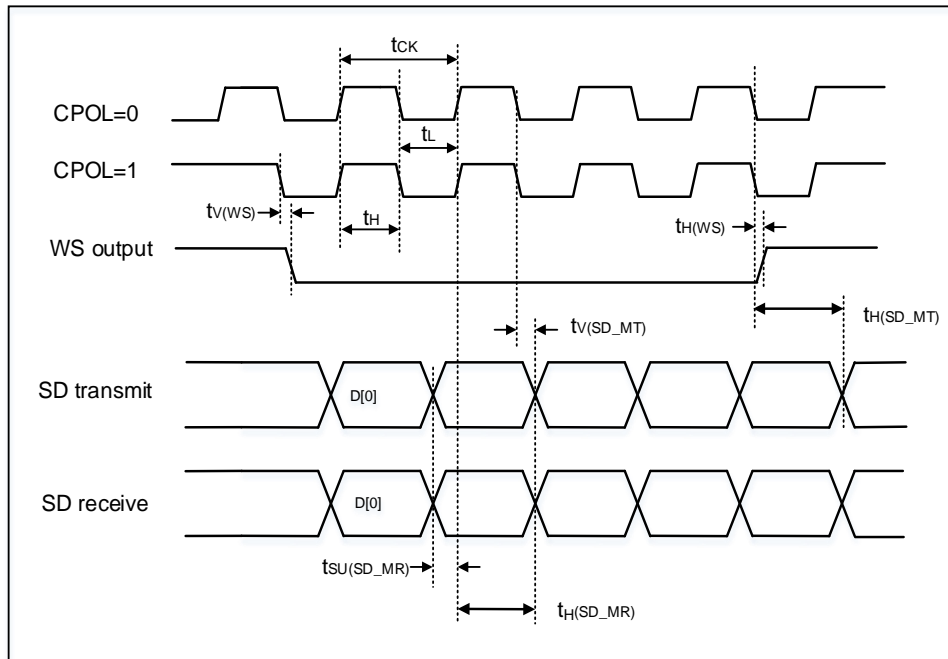 tCK
CPOL=0
tL
CPOL=1
tV(WS)
tH
tH(WS)
WS output
tV(SD_MT)
tH(SD_MT)
SD transmit
D[0]
SD receive
D[0]
tSU(SD_MR)
tH(SD_MR)